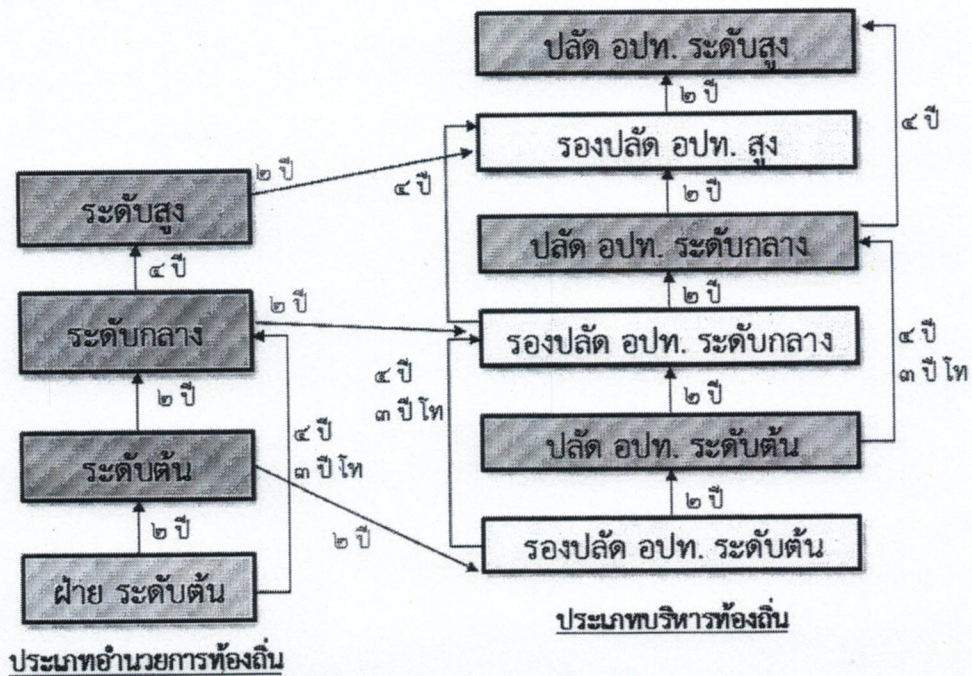 ปลัด อปท. ระดับสูง
๒ ปี
๔ ปี
รองปลัด อปท. สูง
๒ ปี
๔ ปี
๒ ปี
ระดับสูง
ปลัด อปท. ระดับกลาง
๔ ปี
๒ ปี
๒ ปี
ระดับกลาง
รองปลัด อปท. ระดับกลาง
๔ ปี
๓ ปี โท
๔ ปี
๓ ปี โท
๒ ปี
๒ ปี
๔ ปี
๓ ปี โท
ระดับต้น
ปลัด อปท. ระดับต้น
๒ ปี
๒ ปี
๒ ปี
รองปลัด อปท. ระดับต้น
ฝ่าย ระดับต้น
ประเภทบริหารท้องถิ่น
ประเภทอำนวยการท้องถิ่น